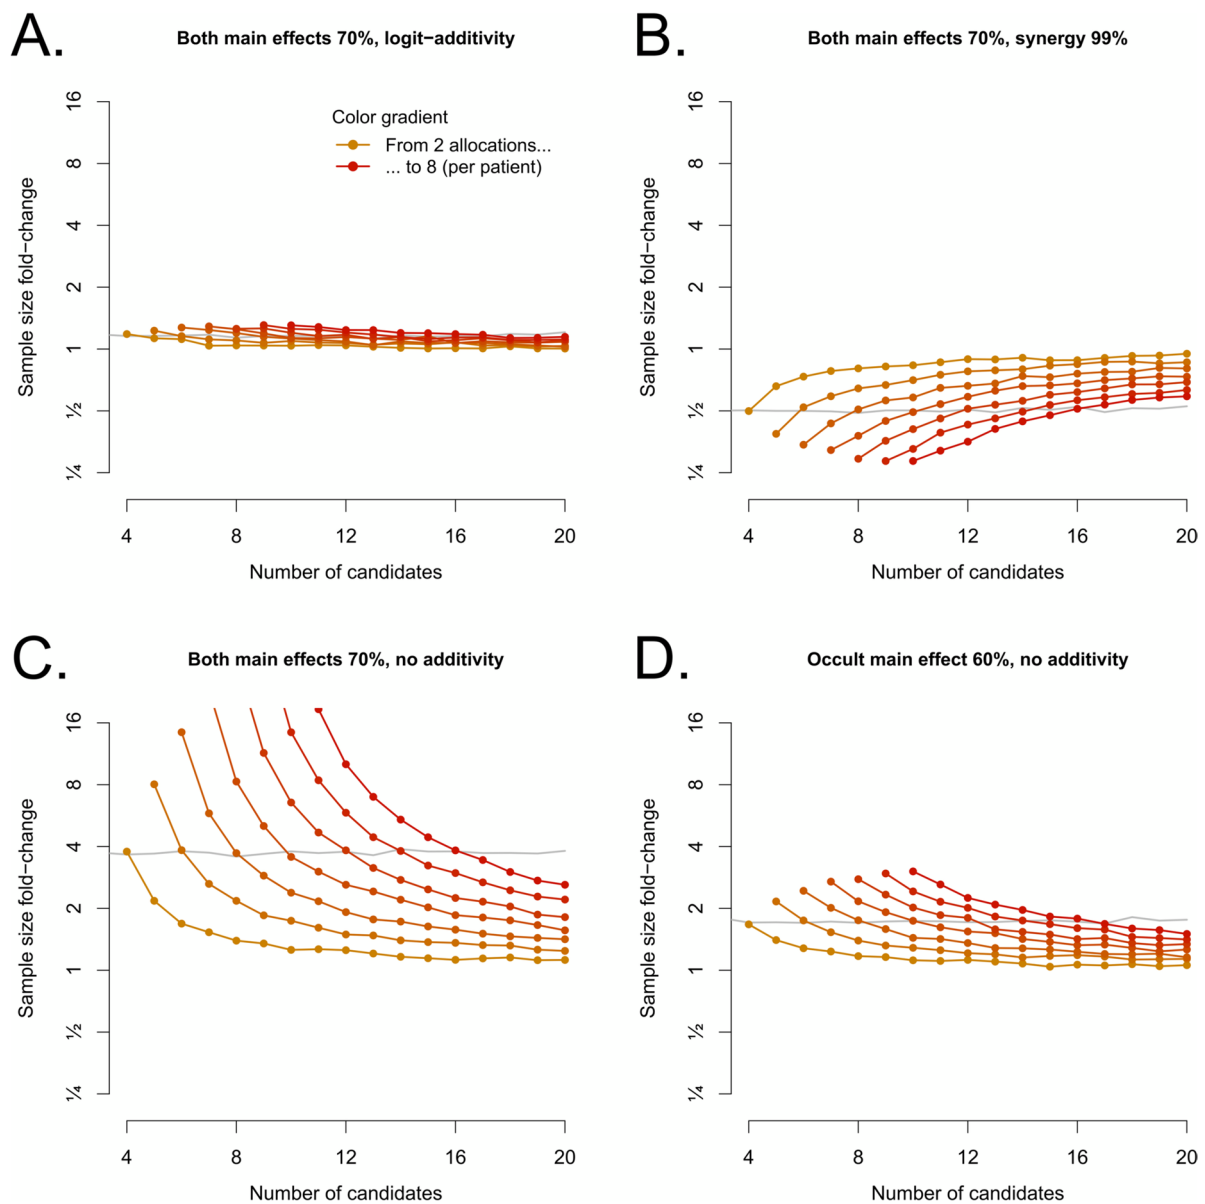 A.
Both main effects 70%, logit−additivity
Sample size fold−change
16
8
4
2
1
½
¼
Color gradient
From 2 allocations...
... to 8 (per patient)
4 8 12 16 20
Number of candidates
B.
Both main effects 70%, synergy 99%
Sample size fold−change
16
8
4
2
1
½
¼
4 8 12 16 20
Number of candidates
C.
Both main effects 70%, no additivity
Sample size fold−change
16
8
4
2
1
½
¼
4 8 12 16 20
Number of candidates
D.
Occult main effect 60%, no additivity
Sample size fold−change
16
8
4
2
1
½
¼
4 8 12 16 20
Number of candidates